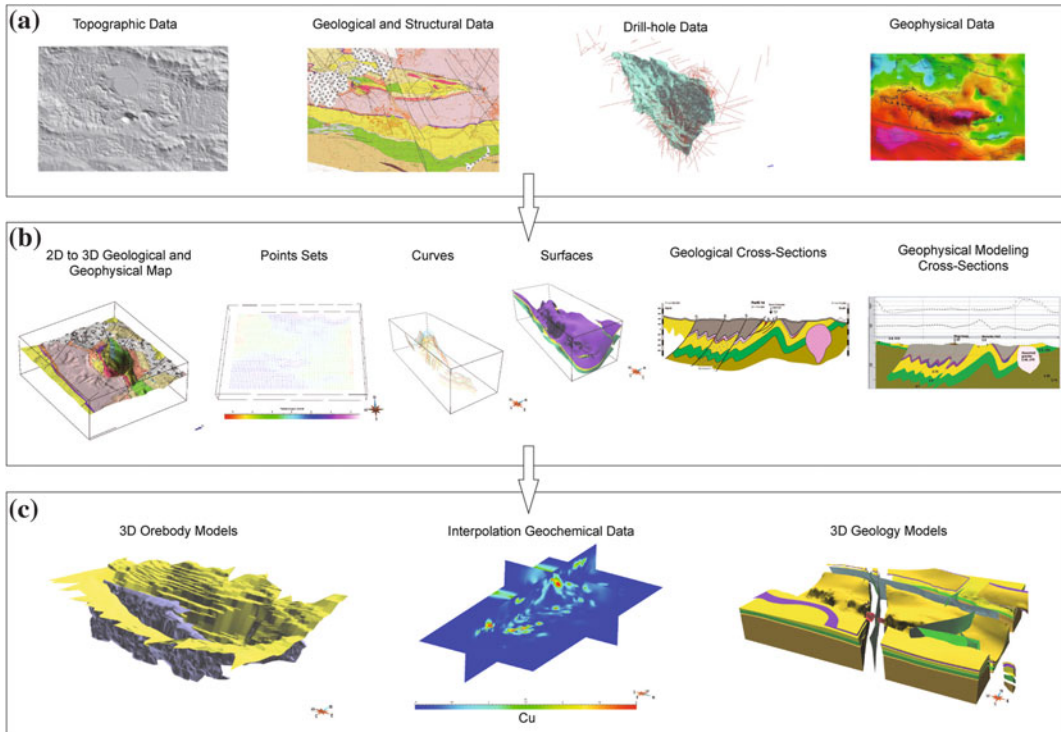 (a)
Topographic Data
Geological and Structural Data
Drill-hole Data
Geophysical Data
(b)
2D to 3D Geological and
Geophysical Map
Points Sets
Curves
Surfaces
Geological Cross-Sections
Geophysical Modeling
Cross-Sections
(c)
3D Orebody Models
Interpolation Geochemical Data
3D Geology Models
Cu